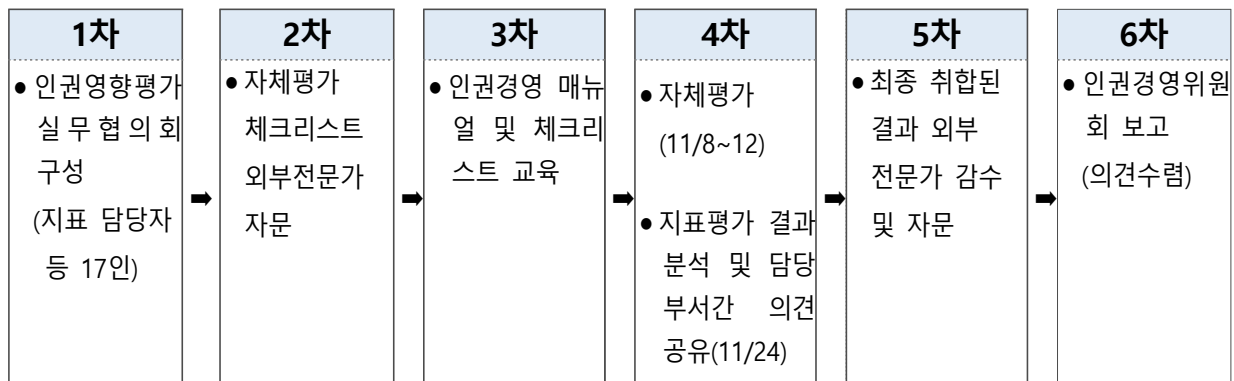 1차
● 인권영향평가
실무협의회
구성
(지표 담당자
등 17인)
➡
2차
● 자체평가
체크리스트
외부전문가
자문
➡
3차
● 인권경영 매뉴
얼 및 체크리
스트 교육
➡
4차
● 자체평가
(11/8~12)
● 지표평가 결과
분석 및 담당
부서간 의견
공유(11/24)
➡
5차
● 최종 취합된
결과 외부
전문가 감수
및 자문
➡
6차
● 인권경영위원
회 보고
(의견수렴)